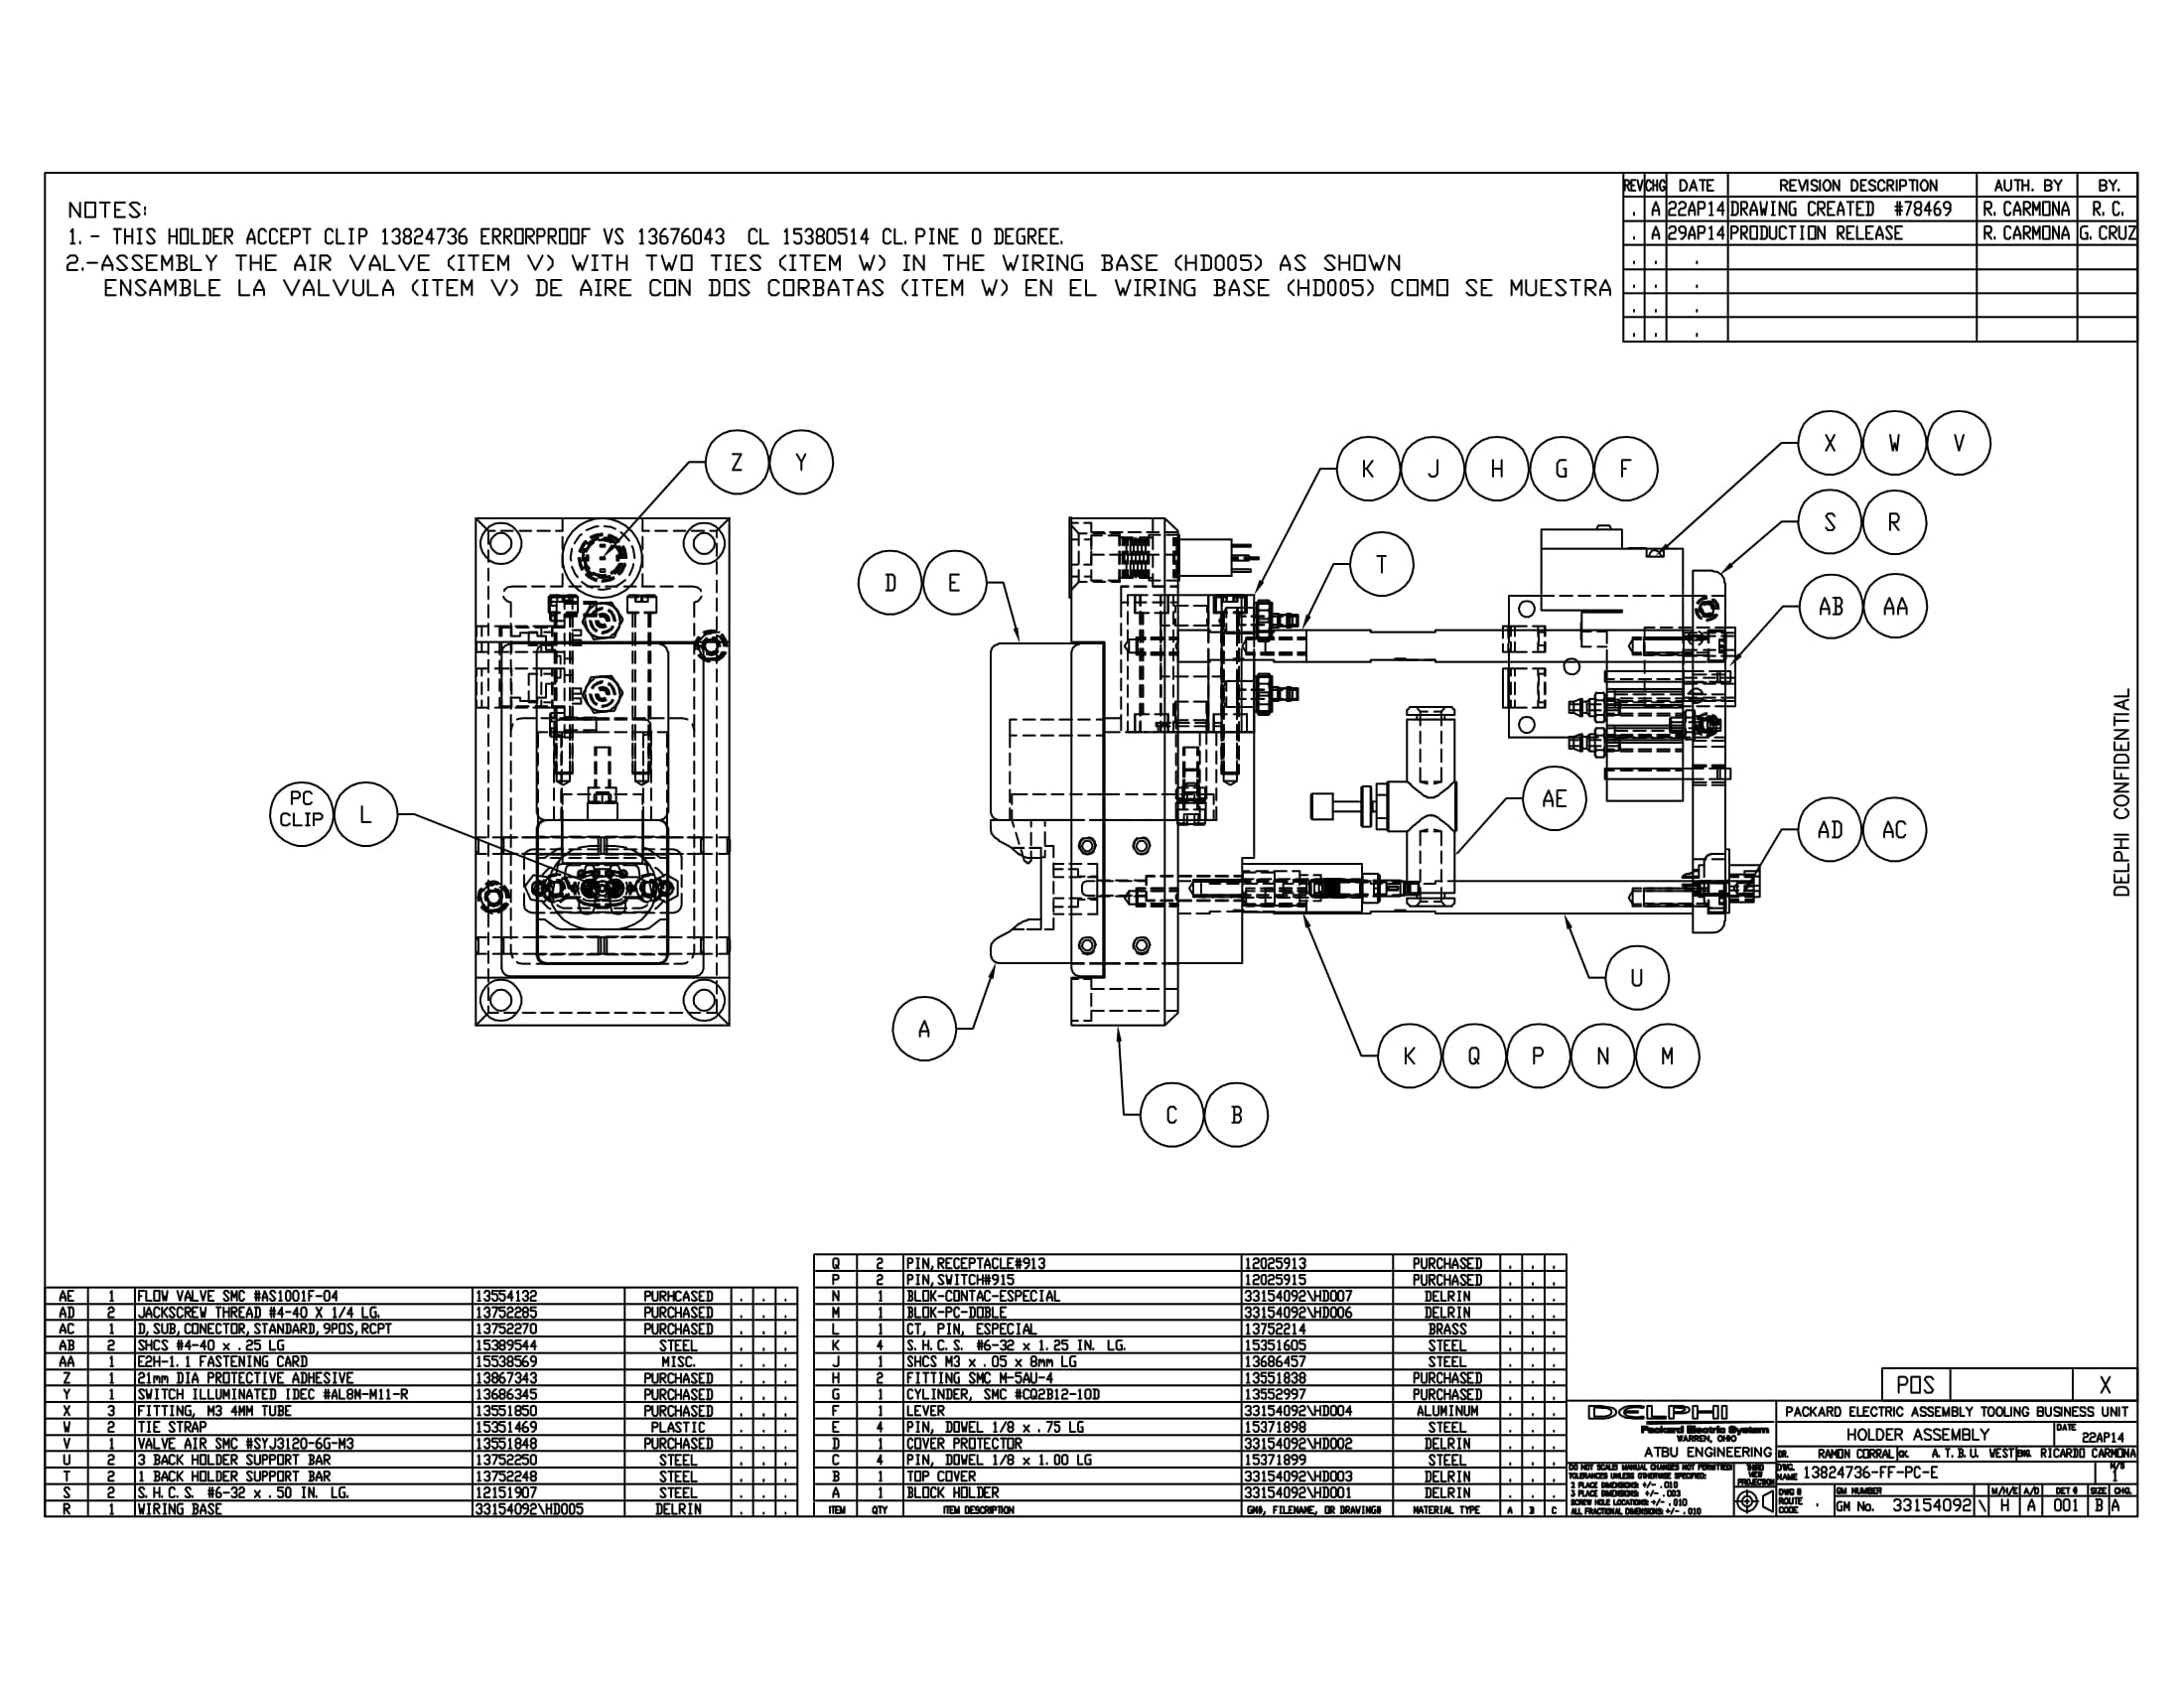 NOTES:
1. - THIS HOLDER ACCEPT CLIP 13824736 ERRORPROOF VS 13676043 CL 15380514 CL. PINE 0 DEGREE.
2.-ASSEMBLY THE AIR VALVE (ITEM V) WITH TWO TIES (ITEM W) IN THE WIRING BASE (HD005) AS SHOWN
ENSAMBLE LA VALVULA (ITEM V) DE AIRE CON DOS CORBATAS (ITEM W) EN EL WIRING BASE (HD005) COMO SE MUESTRA
REV CHG DATE REVISION DESCRIPTION AUTH. BY BY.
. A 22AP14 DRAWING CREATED #78469 R. CARMONA R. C.
. A 29AP14 PRODUCTION RELEASE R. CARMONA G. CRUZ
. . .
. . .
. . .
. . .
Z Y
K J H G F
X W V
S R
D E
T
AB AA
PC CLIP L
AE
AD AC
U
A
K Q P N M
C B
DELPHI CONFIDENTIAL
AE 1 FLOW VALVE SMC #AS1001F-04 13554132 PURHCASED . . .
AD 2 JACKSCREW THREAD #4-40 X 1/4 LG. 13752285 PURCHASED . . .
AC 1 D, SUB, CONECTOR, STANDARD, 9POS, RCPT 13752270 PURCHASED . . .
AB 2 SHCS #4-40 x .25 LG 15389544 STEEL . . .
AA 1 E2H-1.1 FASTENING CARD 15538569 MISC. . . .
Z 1 21mm DIA PROTECTIVE ADHESIVE 13867343 PURCHASED . . .
Y 1 SWITCH ILLUMINATED IDEC #AL8M-M11-R 13686345 PURCHASED . . .
X 3 FITTING, M3 4MM TUBE 13551850 PURCHASED . . .
W 2 TIE STRAP 15351469 PLASTIC . . .
V 1 VALVE AIR SMC #SYJ3120-6G-M3 13551848 PURCHASED . . .
U 2 3 BACK HOLDER SUPPORT BAR 13752250 STEEL . . .
T 2 1 BACK HOLDER SUPPORT BAR 13752248 STEEL . . .
S 2 S. H. C. S. #6-32 x .50 IN. LG. 12151907 STEEL . . .
R 1 WIRING BASE 33154092\HD005 DELRIN . . .
Q 2 PIN, RECEPTACLE#913 12025913 PURCHASED . . .
P 2 PIN, SWITCH#915 12025915 PURCHASED . . .
N 1 BLOK-CONTAC-ESPECIAL 33154092\HD007 DELRIN . . .
M 1 BLOK-PC-DOBLE 33154092\HD006 DELRIN . . .
L 1 CT, PIN, ESPECIAL 13752214 BRASS . . .
K 4 S. H. C. S. #6-32 x 1.25 IN. LG. 15351605 STEEL . . .
J 1 SHCS M3 x .05 x 8mm LG 13686457 STEEL . . .
H 2 FITTING SMC M-5AU-4 13551838 PURCHASED . . .
G 1 CYLINDER, SMC #CQ2B12-10D 13552997 PURCHASED . . .
F 1 LEVER 33154092\HD004 ALUMINUM . . .
E 4 PIN, DOWEL 1/8 x .75 LG 15371898 STEEL . . .
D 1 COVER PROTECTOR 33154092\HD002 DELRIN . . .
C 4 PIN, DOWEL 1/8 x 1.00 LG 15371899 STEEL . . .
B 1 TOP COVER 33154092\HD003 DELRIN . . .
A 1 BLOCK HOLDER 33154092\HD001 DELRIN . . .
ITEM QTY ITEM DESCRIPTION GM#, FILENAME, OR DRAWING# MATERIAL TYPE A B C
POS X
DELPHI
Packard Electric System
WARREN, OHIO
ATBU ENGINEERING
PACKARD ELECTRIC ASSEMBLY TOOLING BUSINESS UNIT
HOLDER ASSEMBLY
DATE 22AP14
DR. RAMON CORRAL CK. A. T. B. U. WEST ENG. RICARDO CARMONA
DO NOT SCALE MANUAL CHANGES NOT PERMITTED
TOLERANCES UNLESS OTHERWISE SPECIFIED:
2 PLACE DIMENSIONS: +/- .010
3 PLACE DIMENSIONS: +/- .003
SCREW HOLE LOCATIONS: +/- .010
ALL FRACTIONAL DIMENSIONS: +/- .010
THIRD VIEW PROJECTION
DWG. NAME 13824736-FF-PC-E
1
DWG # ROUTE CODE .
GM NUMBER M/H/E A/D DET # SIZE CHG.
GM No. 33154092 \ H A 001 B A